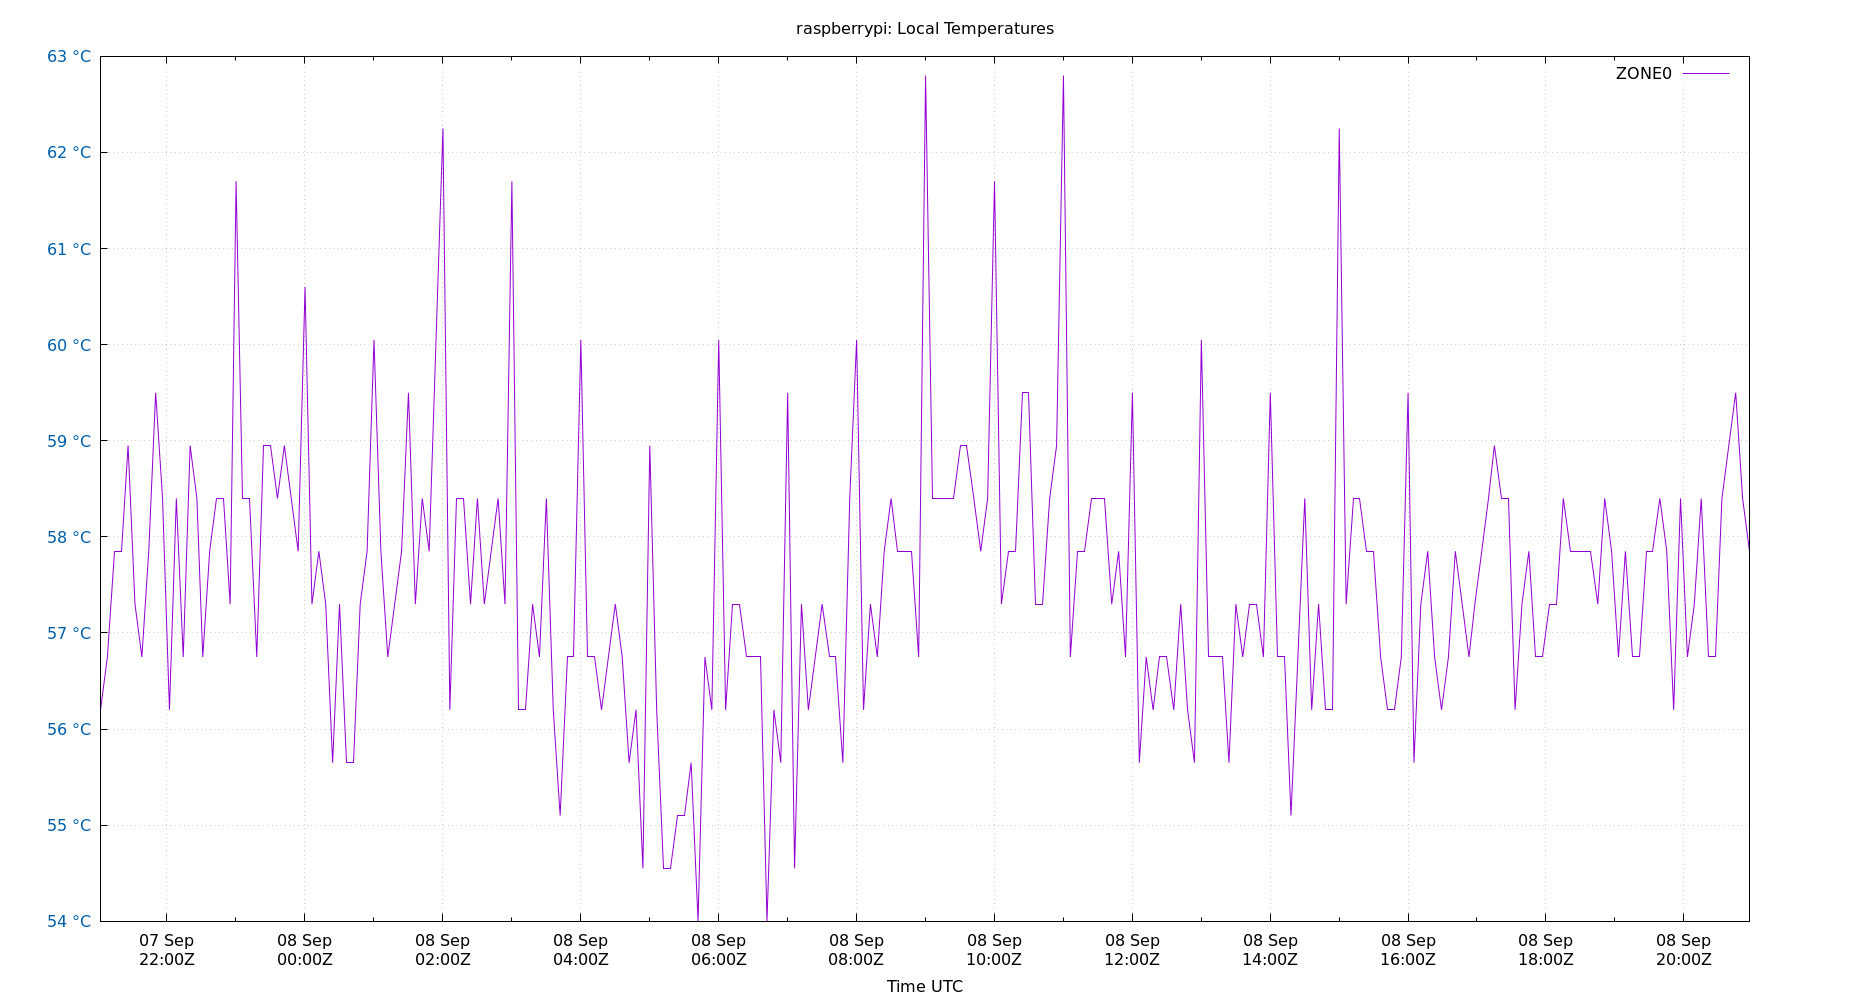 raspberrypi: Local Temperatures
63 °C
ZONE0
62 °C
61 °C
60 °C
59 °C
58 °C
57 °C
56 °C
55 °C
54 °C
07 Sep 08 Sep 08 Sep 08 Sep 08 Sep 08 Sep 08 Sep 08 Sep 08 Sep 08 Sep 08 Sep 08 Sep
22:00Z 00:00Z 02:00Z 04:00Z 06:00Z 08:00Z 10:00Z 12:00Z 14:00Z 16:00Z 18:00Z 20:00Z
Time UTC